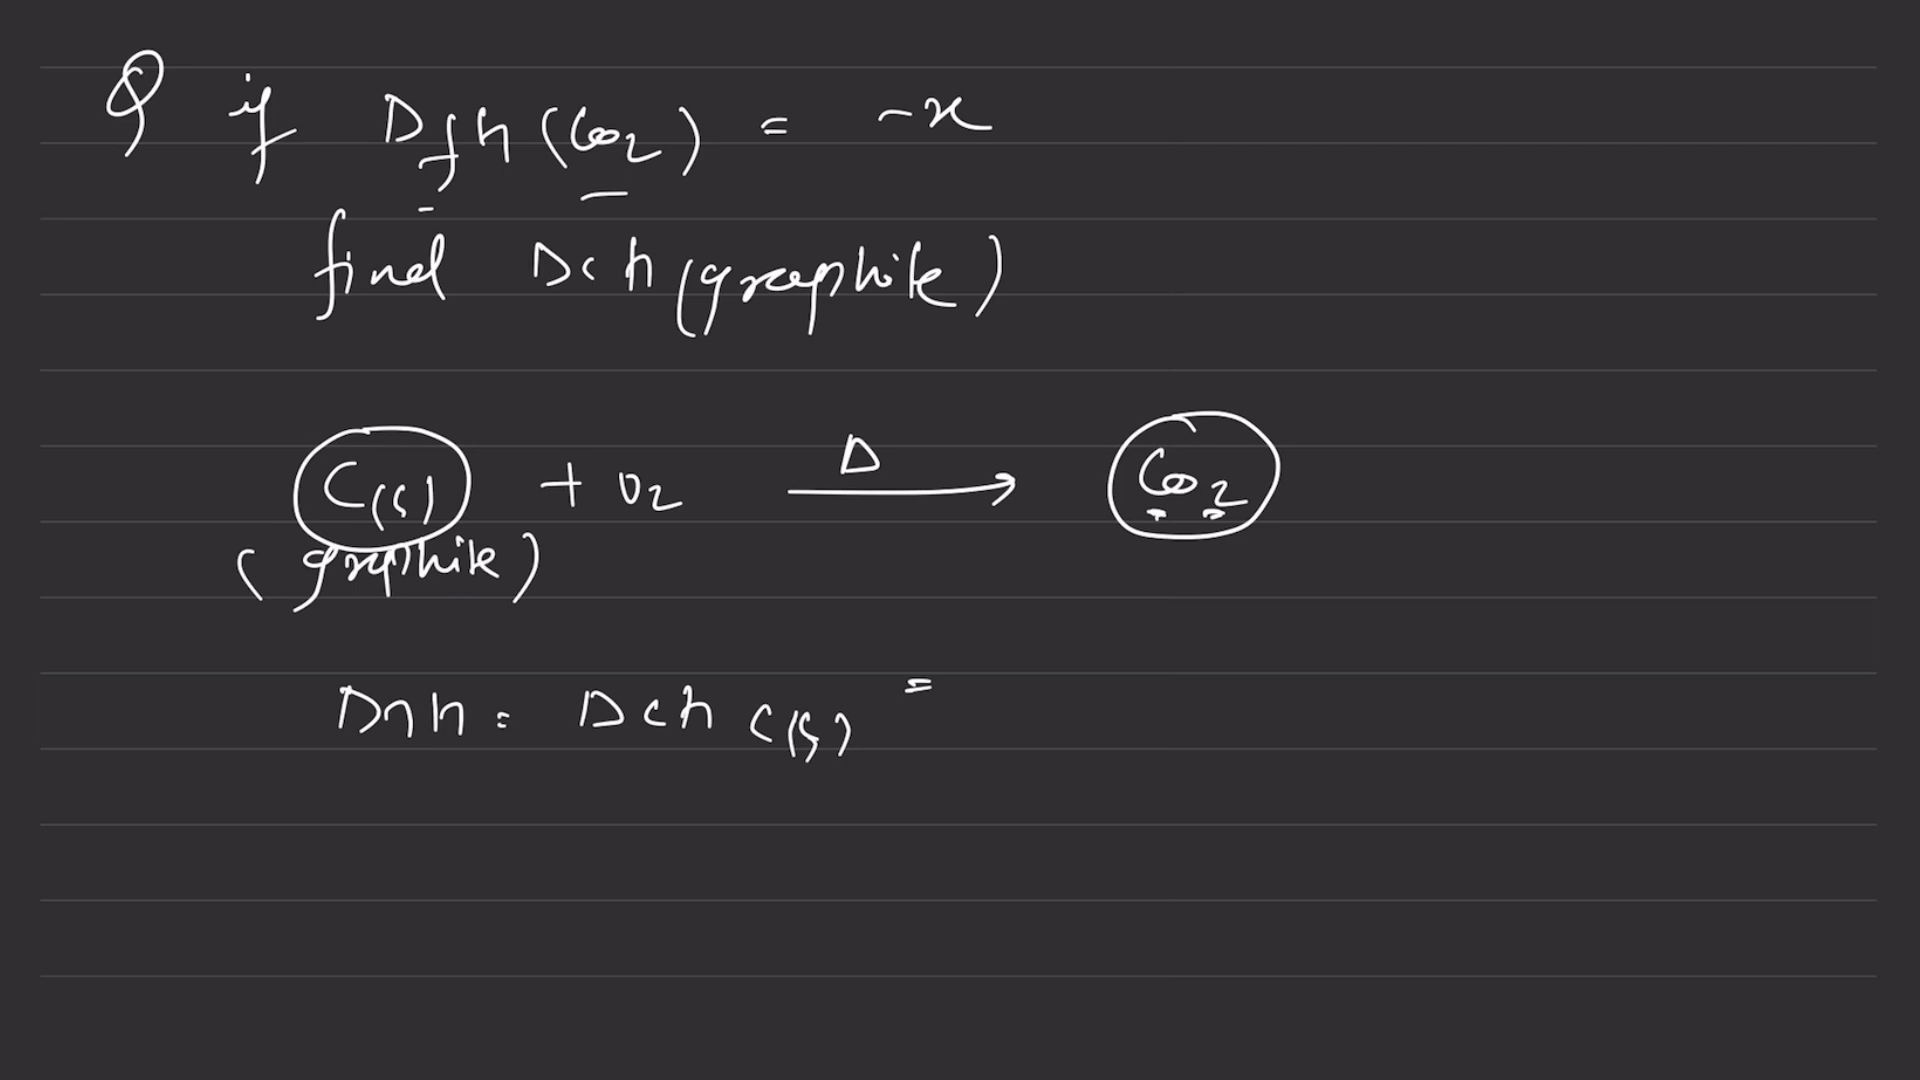 Q if Δfh (CO2) = -x
find Δch (graphite)
C(s) + O2 Δ→ CO2
(graphite)
Δrh = Δch C(s) =